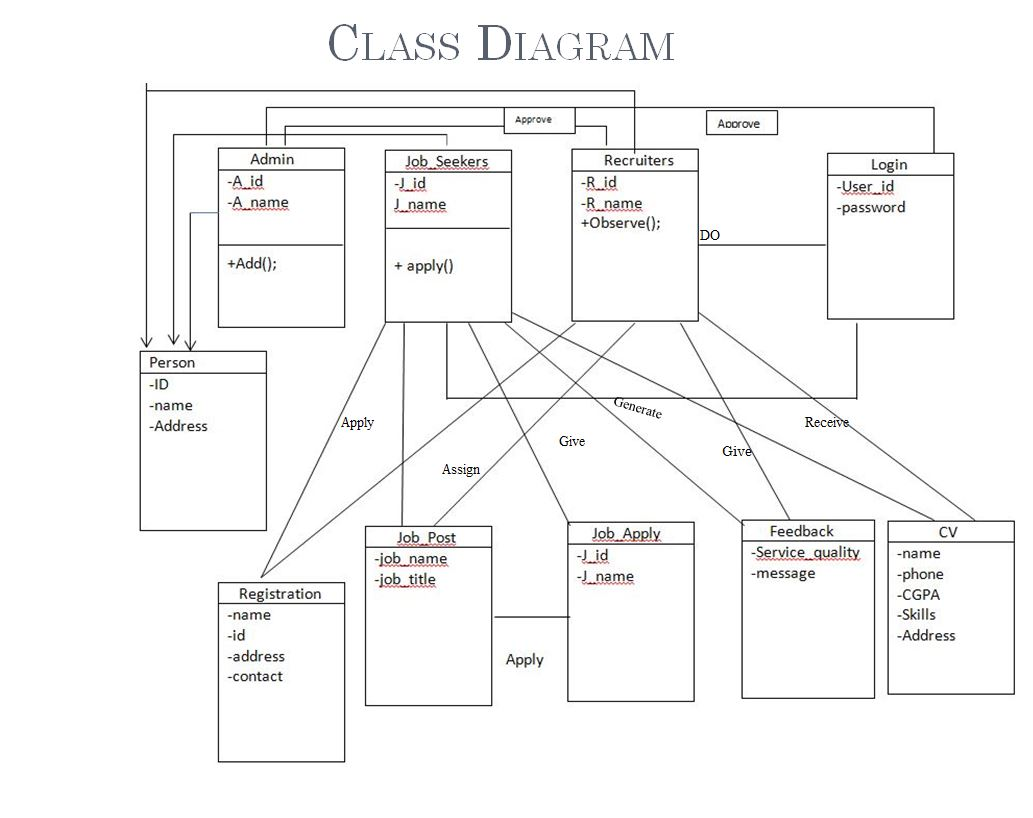 CLASS DIAGRAM
Approve
Approve
Admin
-A_id
-A_name
+Add();
Job_Seekers
-J_id
J_name
+ apply()
Recruiters
-R_id
-R_name
+Observe();
DO
Login
-User_id
-password
Person
-ID
-name
-Address
Apply
Assign
Give
Generate
Give
Receive
Registration
-name
-id
-address
-contact
Job_Post
-job_name
-job_title
Apply
Job_Apply
-J_id
-J_name
Feedback
-Service_quality
-message
CV
-name
-phone
-CGPA
-Skills
-Address